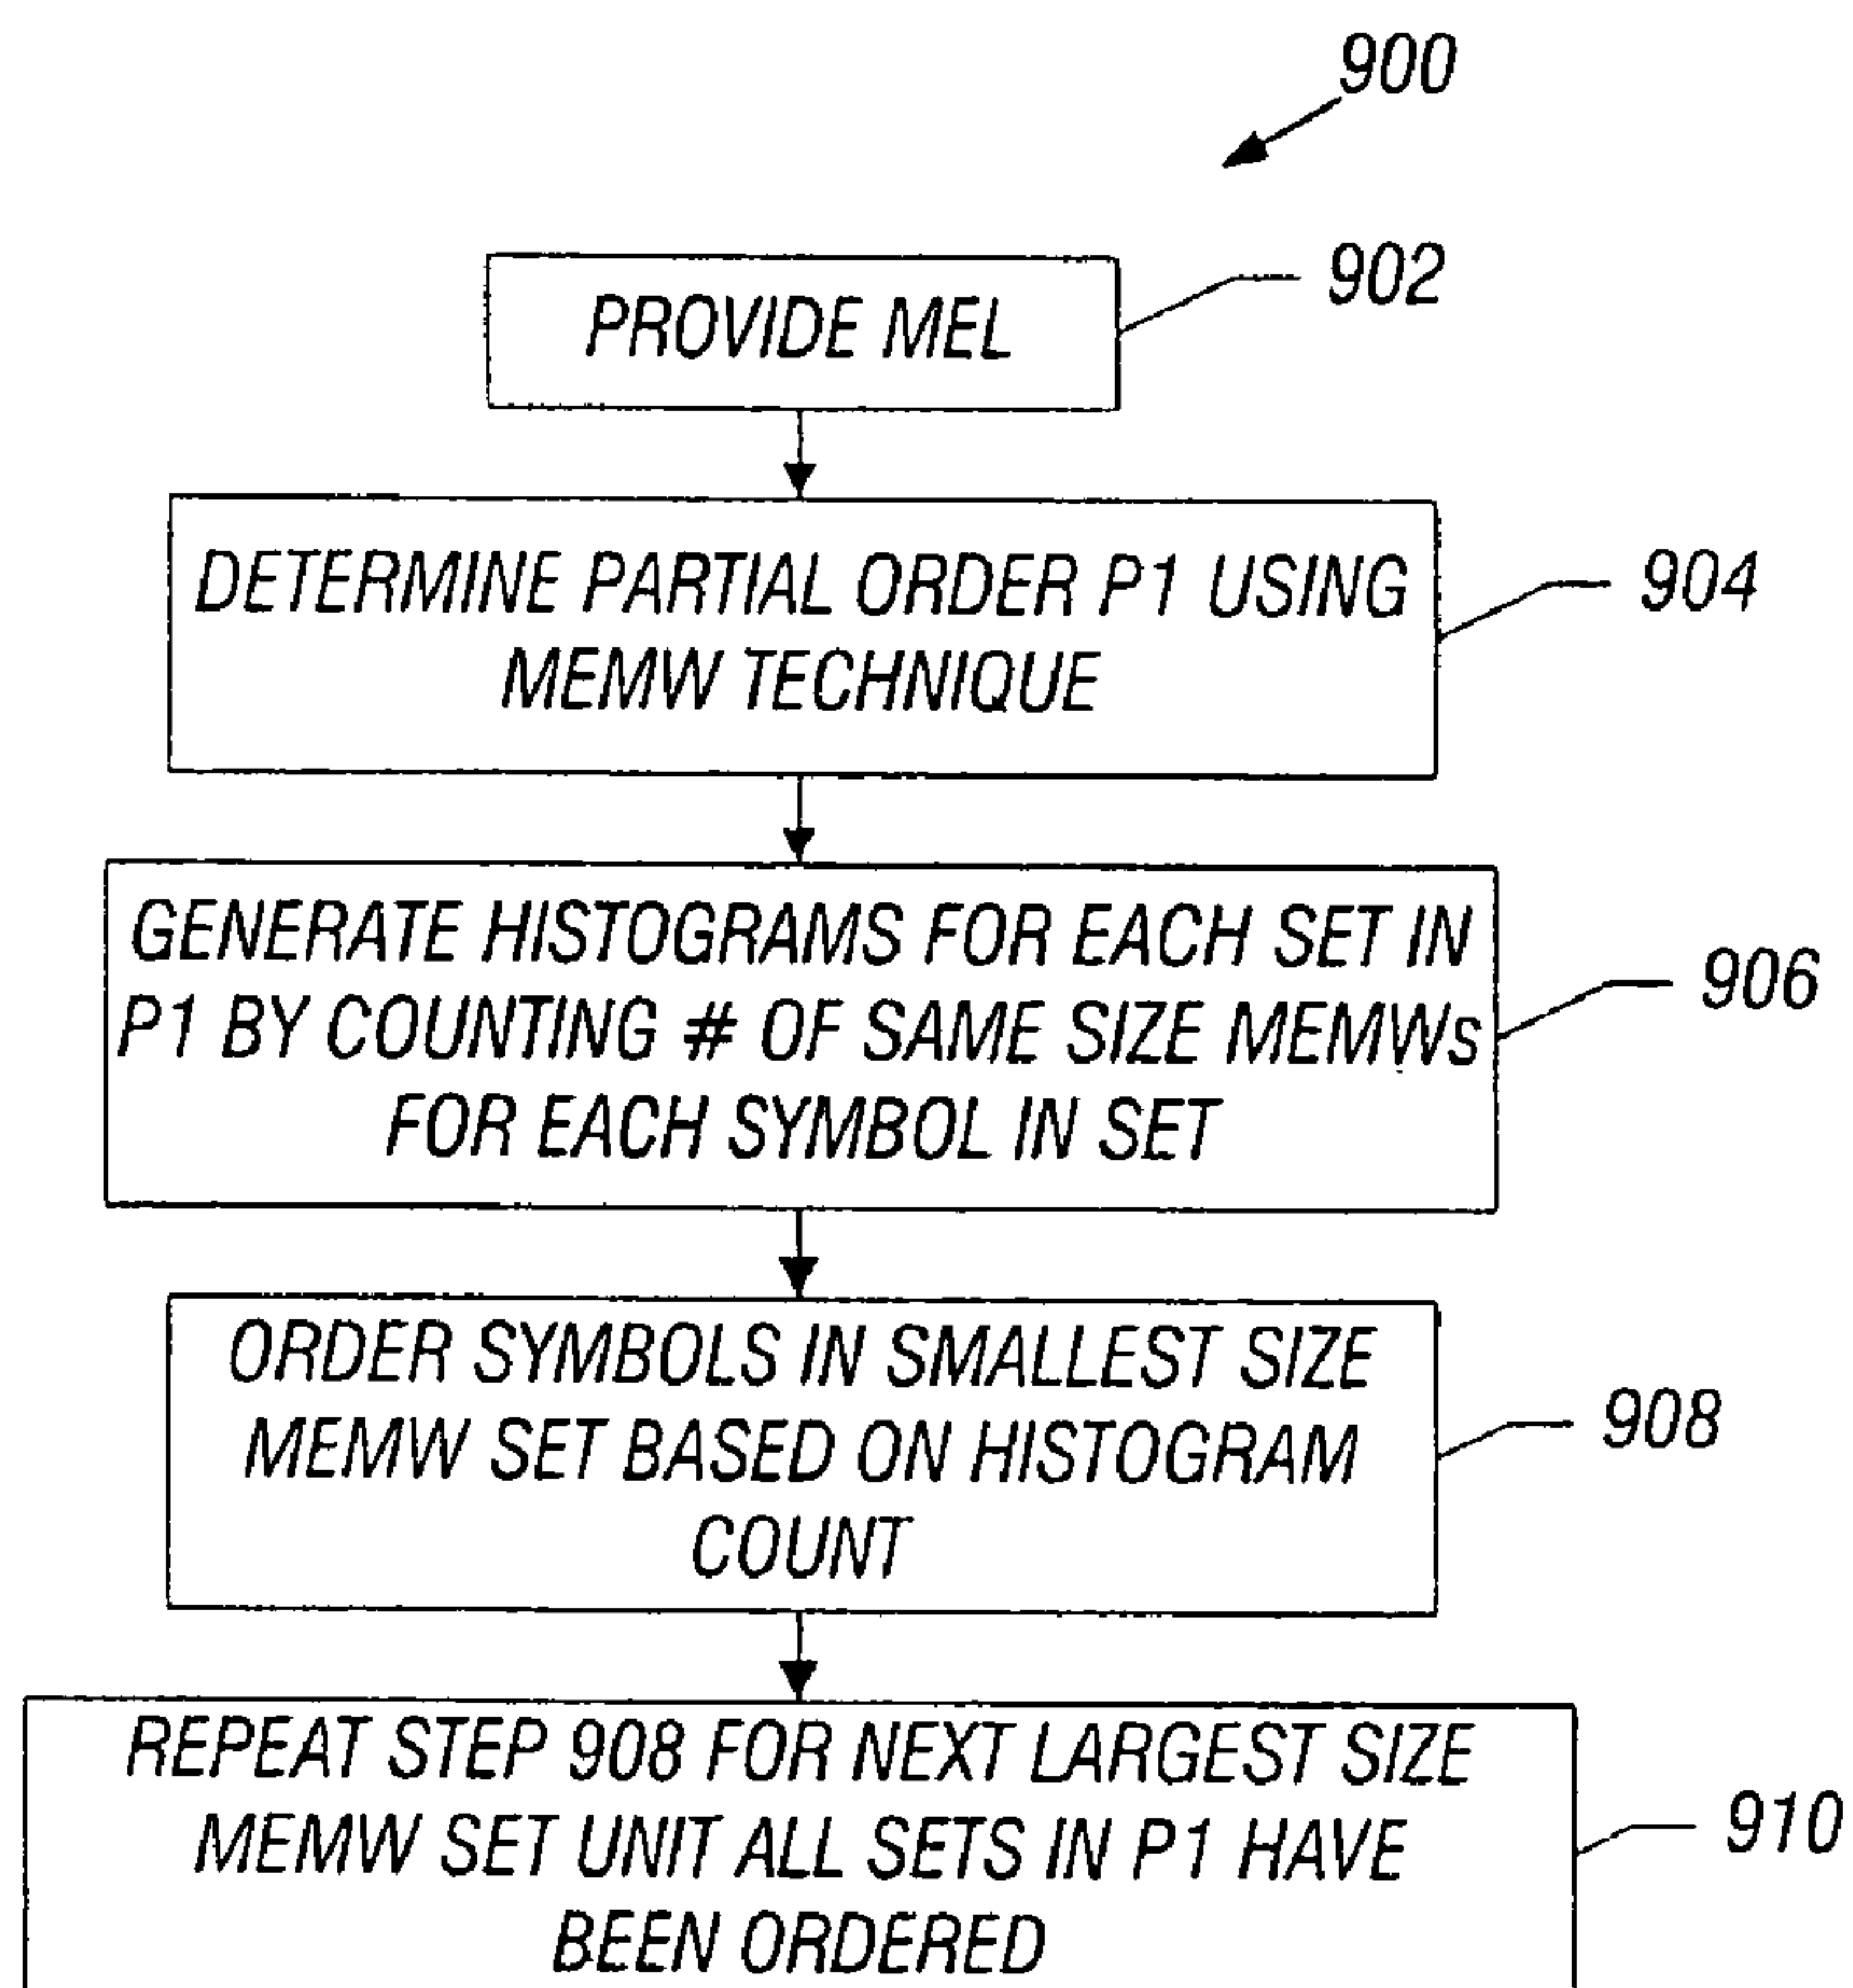 900
PROVIDE MEL
902
DETERMINE PARTIAL ORDER P1 USING
MEMW TECHNIQUE
904
GENERATE HISTOGRAMS FOR EACH SET IN
P1 BY COUNTING # OF SAME SIZE MEMWs
FOR EACH SYMBOL IN SET
906
ORDER SYMBOLS IN SMALLEST SIZE
MEMW SET BASED ON HISTOGRAM
COUNT
908
REPEAT STEP 908 FOR NEXT LARGEST SIZE
MEMW SET UNIT ALL SETS IN P1 HAVE
BEEN ORDERED
910